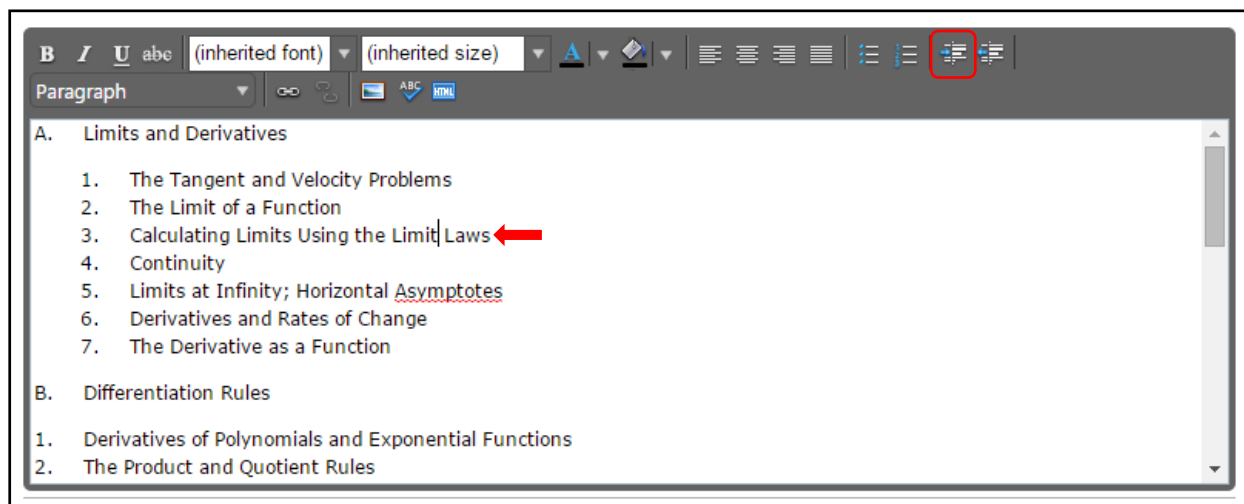 B I U abc (inherited font) (inherited size) A
Paragraph ABC HTML
A. Limits and Derivatives
1. The Tangent and Velocity Problems
2. The Limit of a Function
3. Calculating Limits Using the Limit Laws
4. Continuity
5. Limits at Infinity; Horizontal Asymptotes
6. Derivatives and Rates of Change
7. The Derivative as a Function
B. Differentiation Rules
1. Derivatives of Polynomials and Exponential Functions
2. The Product and Quotient Rules